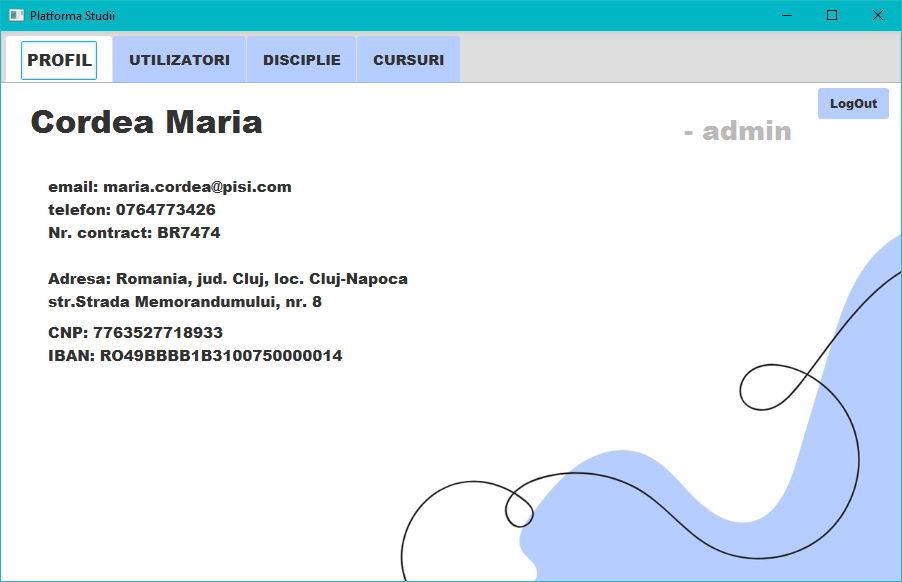 Platforma Studii
PROFIL UTILIZATORI DISCIPLIE CURSURI
LogOut
Cordea Maria
- admin
email: maria.cordea@pisi.com
telefon: 0764773426
Nr. contract: BR7474
Adresa: Romania, jud. Cluj, loc. Cluj-Napoca
str.Strada Memorandumului, nr. 8
CNP: 7763527718933
IBAN: RO49BBBB1B3100750000014